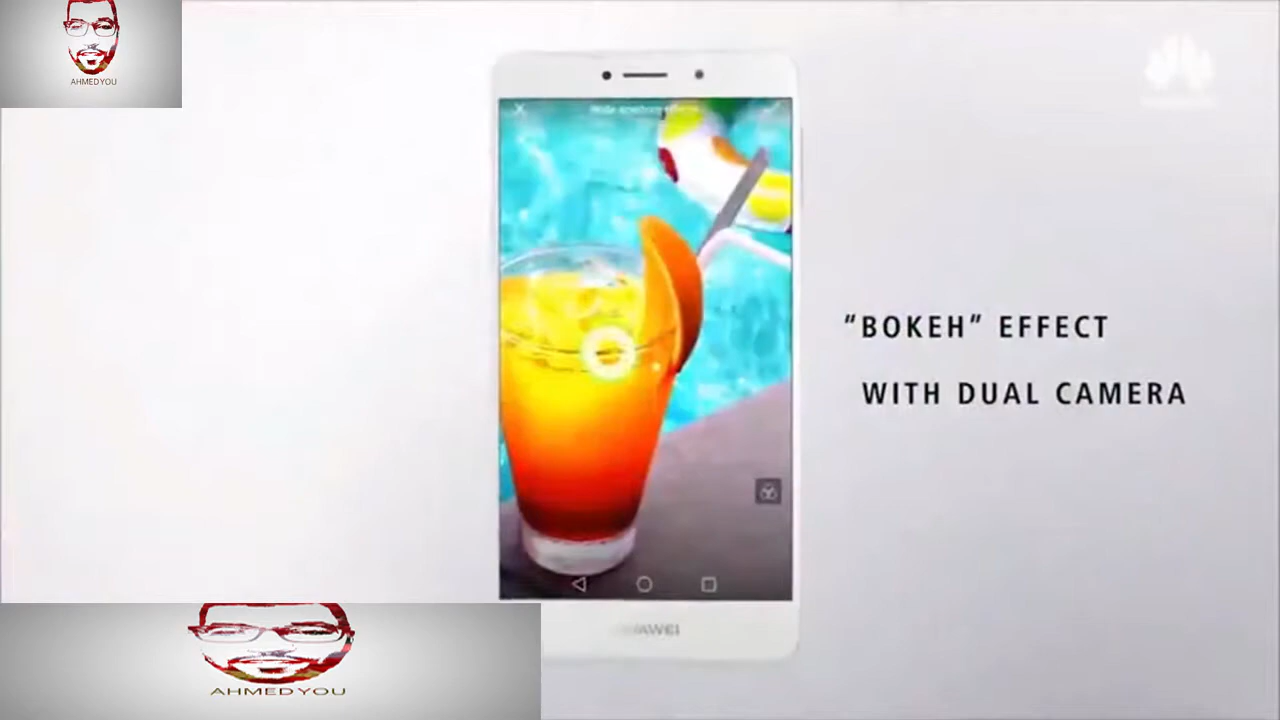 AHMEDYOU
"BOKEH" EFFECT
WITH DUAL CAMERA
HUAWEI
AHMEDYOU